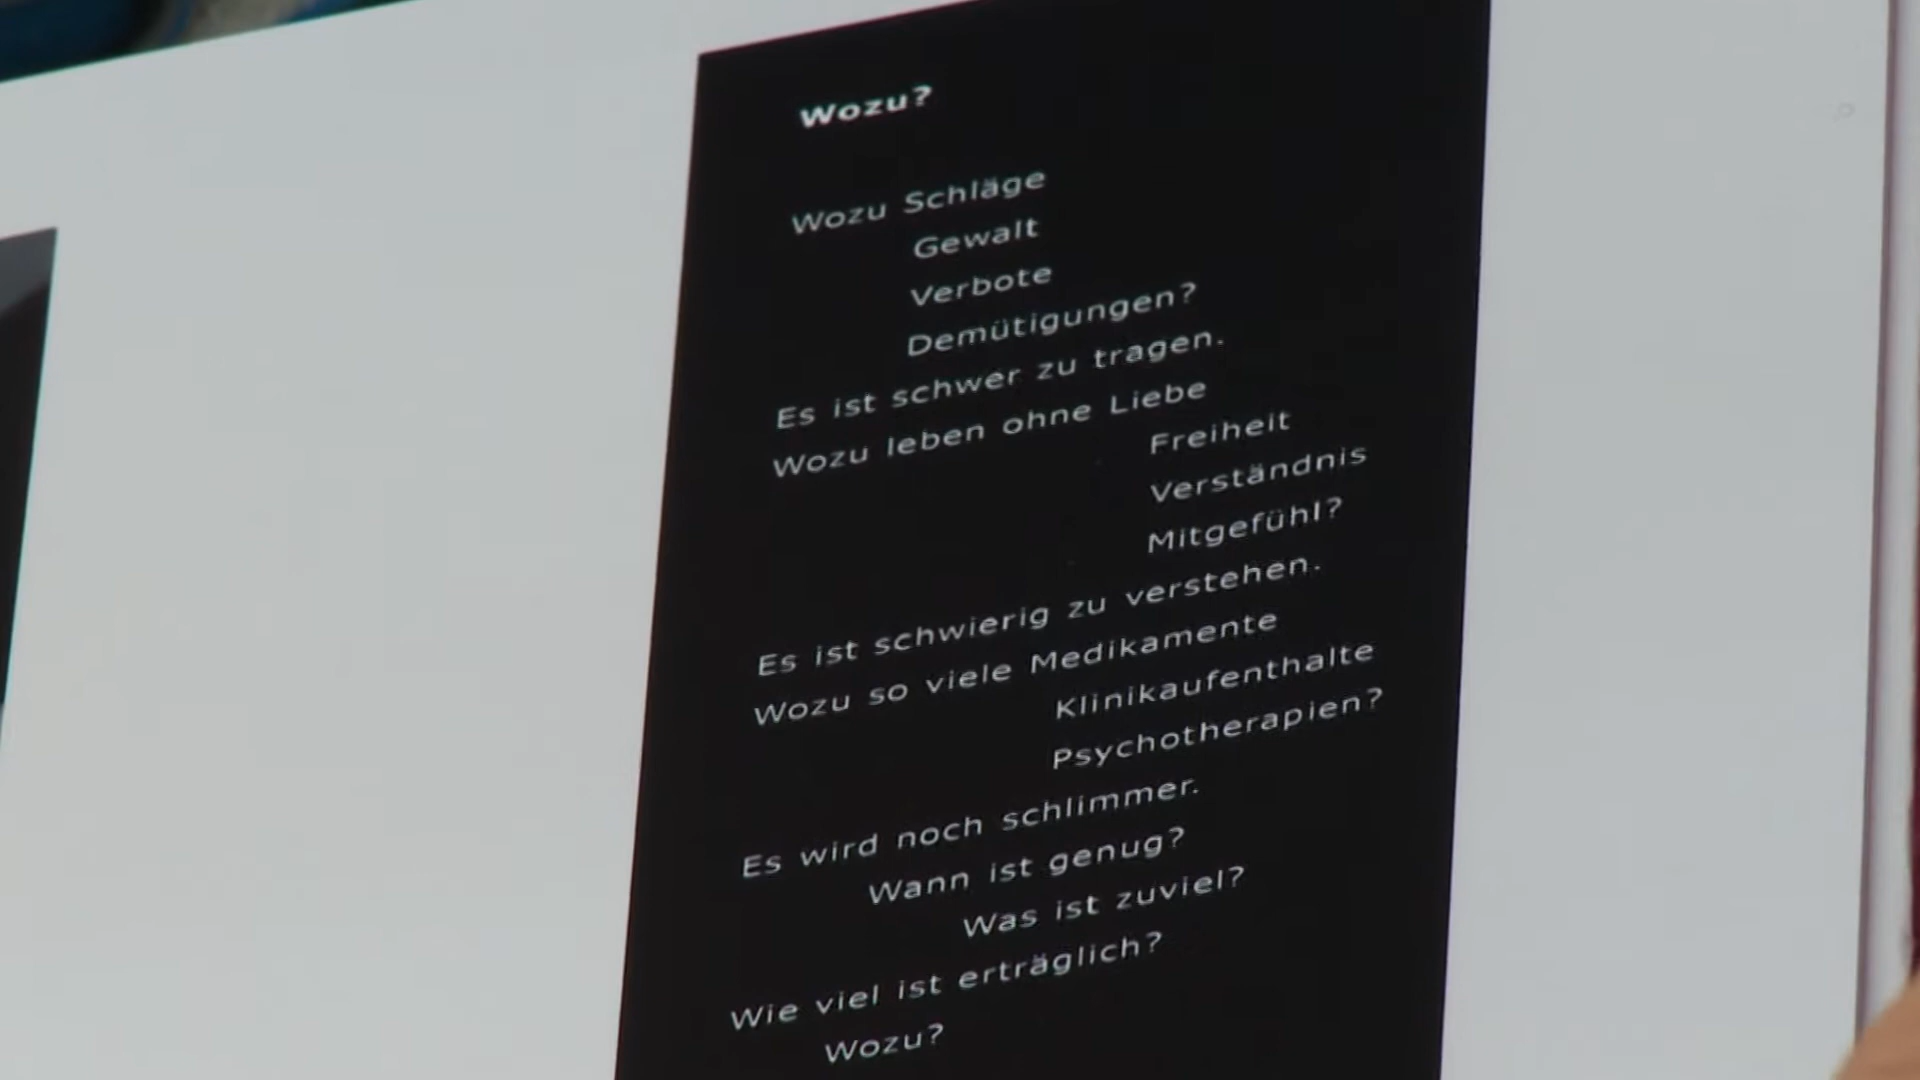 Wozu?
Wozu Schläge
Gewalt
Verbote
Demütigungen?
Es ist schwer zu tragen.
Wozu leben ohne Liebe
Freiheit
Verständnis
Mitgefühl?
Es ist schwierig zu verstehen.
Wozu so viele Medikamente
Klinikaufenthalte
Psychotherapien?
Es wird noch schlimmer.
Wann ist genug?
Was ist zuviel?
Wie viel ist erträglich?
Wozu?